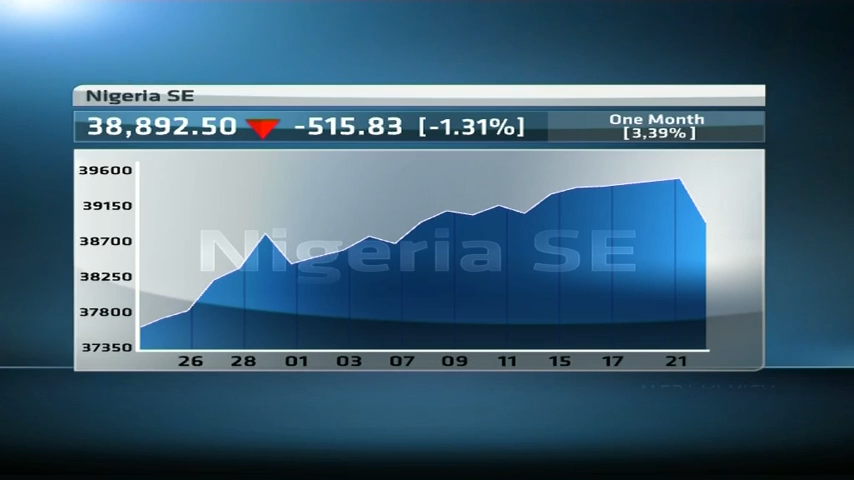 Nigeria SE
38,892.50 -515.83 [-1.31%]
One Month
[3,39%]
39600
39150
38700
38250
37800
37350
Nigeria SE
26 28 01 03 07 09 11 15 17 21